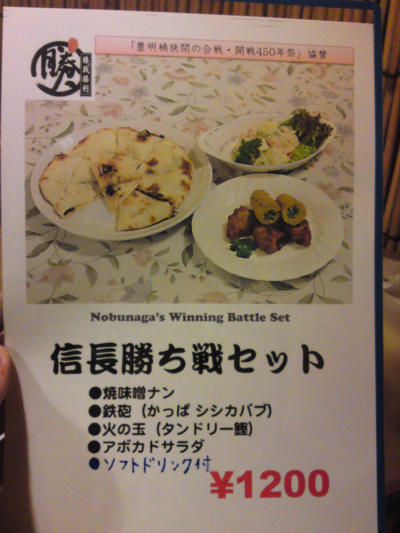 「豊明桶狭間の合戦・開戦450年祭」協賛
勝
Nobunaga's Winning Battle Set
信長勝ち戦セット
●焼味噌ナン
●鉄砲（かっぱ シシカバブ）
●火の玉（タンドリー鰹）
●アボカドサラダ
●ソフトドリンク付
¥1200